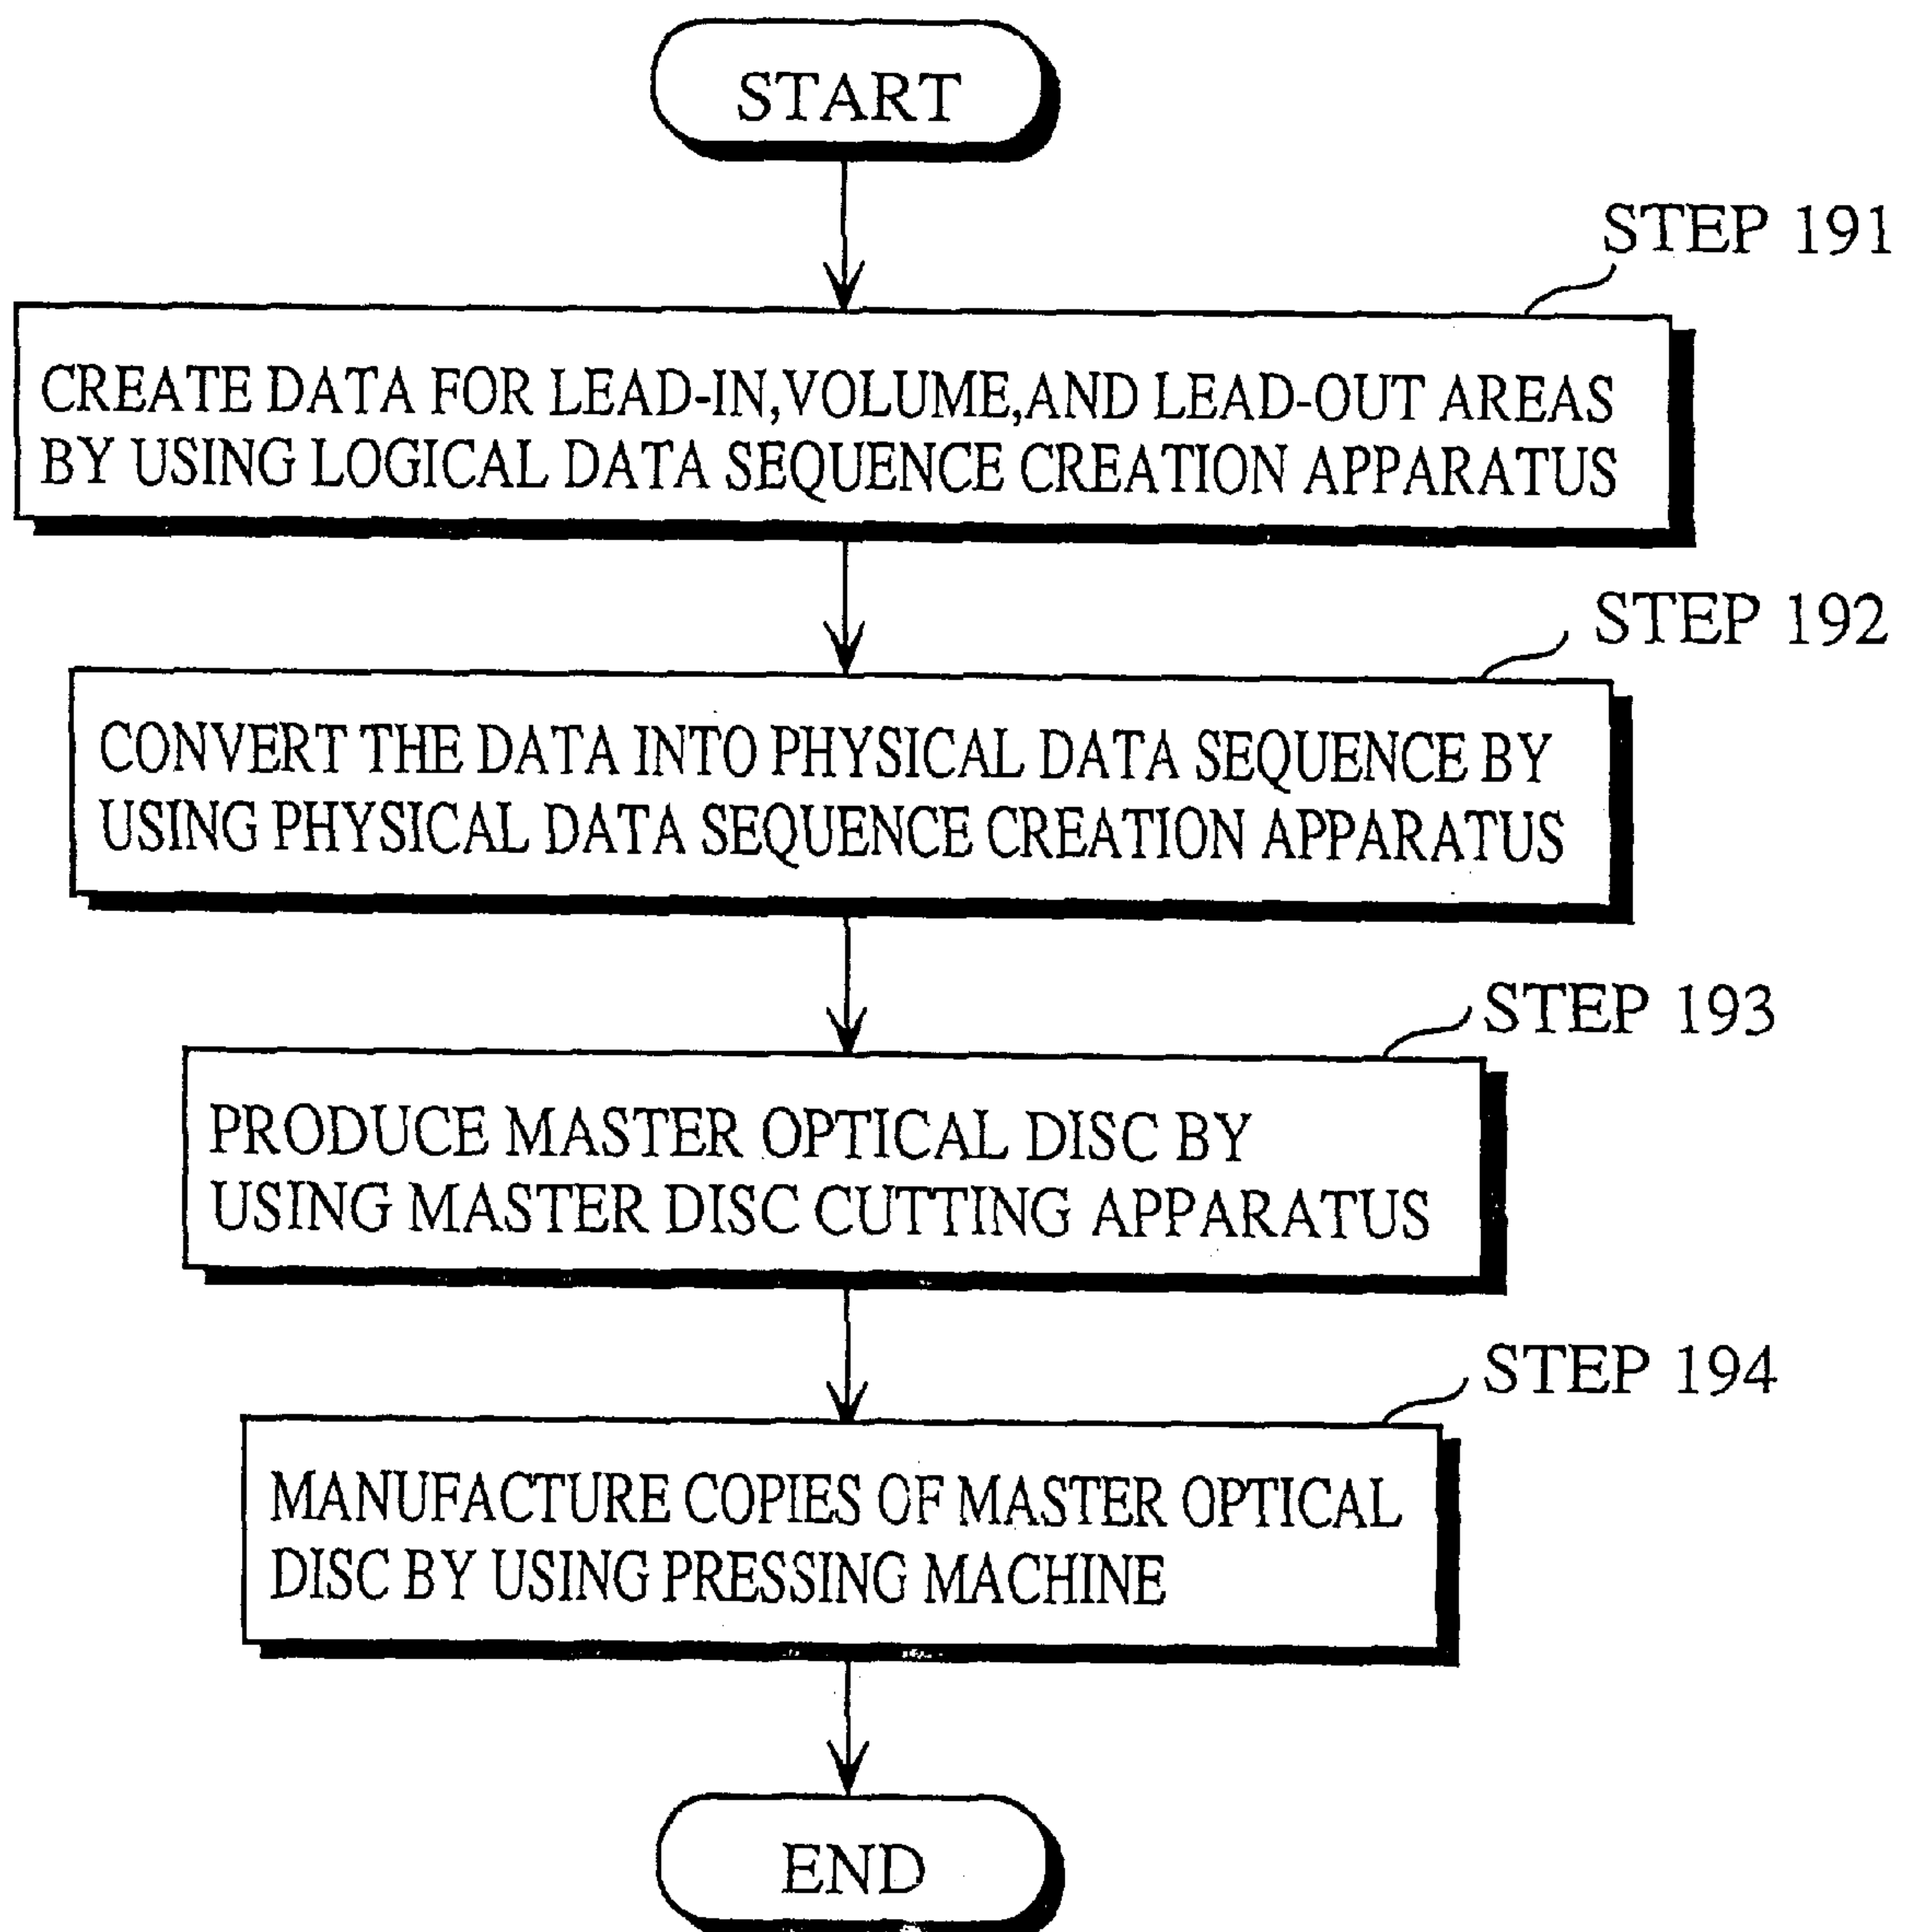 START
STEP 191
CREATE DATA FOR LEAD-IN,VOLUME,AND LEAD-OUT AREAS
BY USING LOGICAL DATA SEQUENCE CREATION APPARATUS
STEP 192
CONVERT THE DATA INTO PHYSICAL DATA SEQUENCE BY
USING PHYSICAL DATA SEQUENCE CREATION APPARATUS
STEP 193
PRODUCE MASTER OPTICAL DISC BY
USING MASTER DISC CUTTING APPARATUS
STEP 194
MANUFACTURE COPIES OF MASTER OPTICAL
DISC BY USING PRESSING MACHINE
END